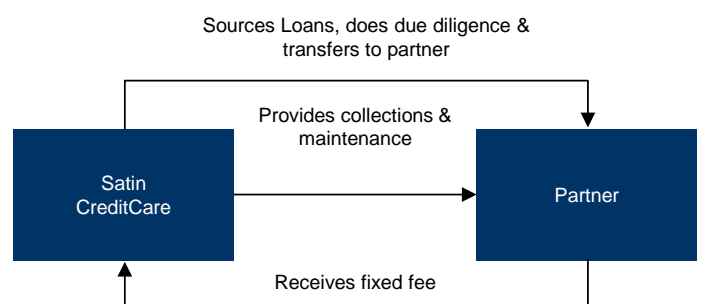 Sources Loans, does due diligence &
transfers to partner
Provides collections &
maintenance
Satin
CreditCare
Partner
Receives fixed fee